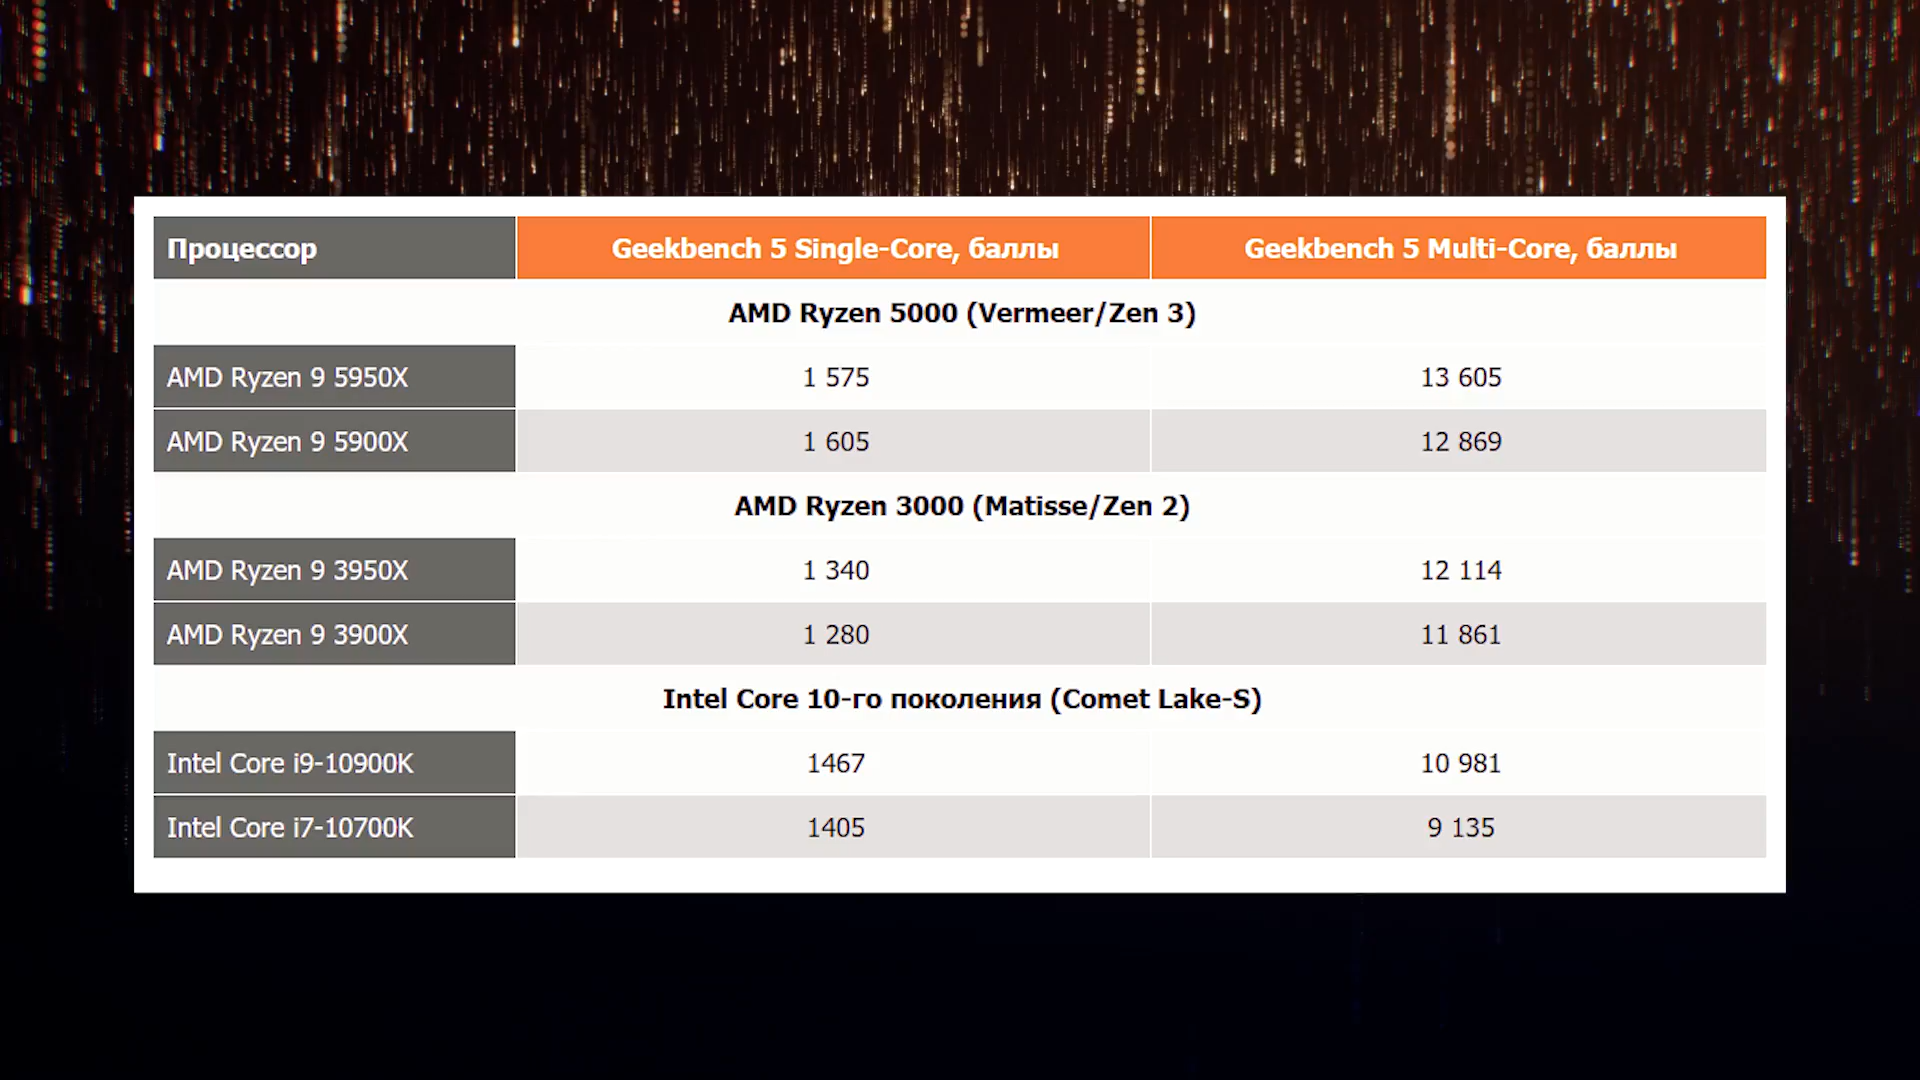 Процессор Geekbench 5 Single-Core, баллы Geekbench 5 Multi-Core, баллы
AMD Ryzen 5000 (Vermeer/Zen 3)
AMD Ryzen 9 5950X 1 575 13 605
AMD Ryzen 9 5900X 1 605 12 869
AMD Ryzen 3000 (Matisse/Zen 2)
AMD Ryzen 9 3950X 1 340 12 114
AMD Ryzen 9 3900X 1 280 11 861
Intel Core 10-го поколения (Comet Lake-S)
Intel Core i9-10900K 1467 10 981
Intel Core i7-10700K 1405 9 135